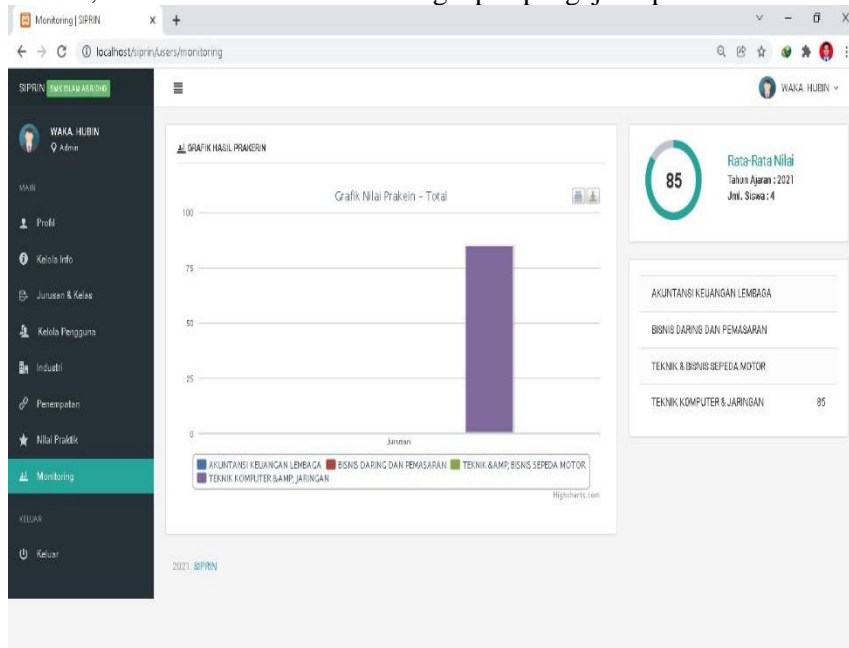 Monitoring | SIPRIN
localhost/siprin/users/monitoring
SIPRIN SMK ISLAM ARRIDHO
WAKA. HUBIN
WAKA. HUBIN
Admin
MAIN
Profil
Kelola Info
Jurusan & Kelas
Kelola Pengguna
Industri
Penempatan
Nilai Praktik
Monitoring
KELUAR
Keluar
GRAFIK HASIL PRAKERIN
Grafik Nilai Prakein - Total
100
75
50
25
0
Jurusan
AKUNTANSI KEUANGAN LEMBAGA BISNIS DARING DAN PEMASARAN TEKNIK &AMP; BISNIS SEPEDA MOTOR
TEKNIK KOMPUTER &AMP; JARINGAN
Highcharts.com
2021. SIPRIN
85
Rata-Rata Nilai
Tahun Ajaran : 2021
Jml. Siswa : 4
AKUNTANSI KEUANGAN LEMBAGA
BISNIS DARING DAN PEMASARAN
TEKNIK & BISNIS SEPEDA MOTOR
TEKNIK KOMPUTER & JARINGAN 85